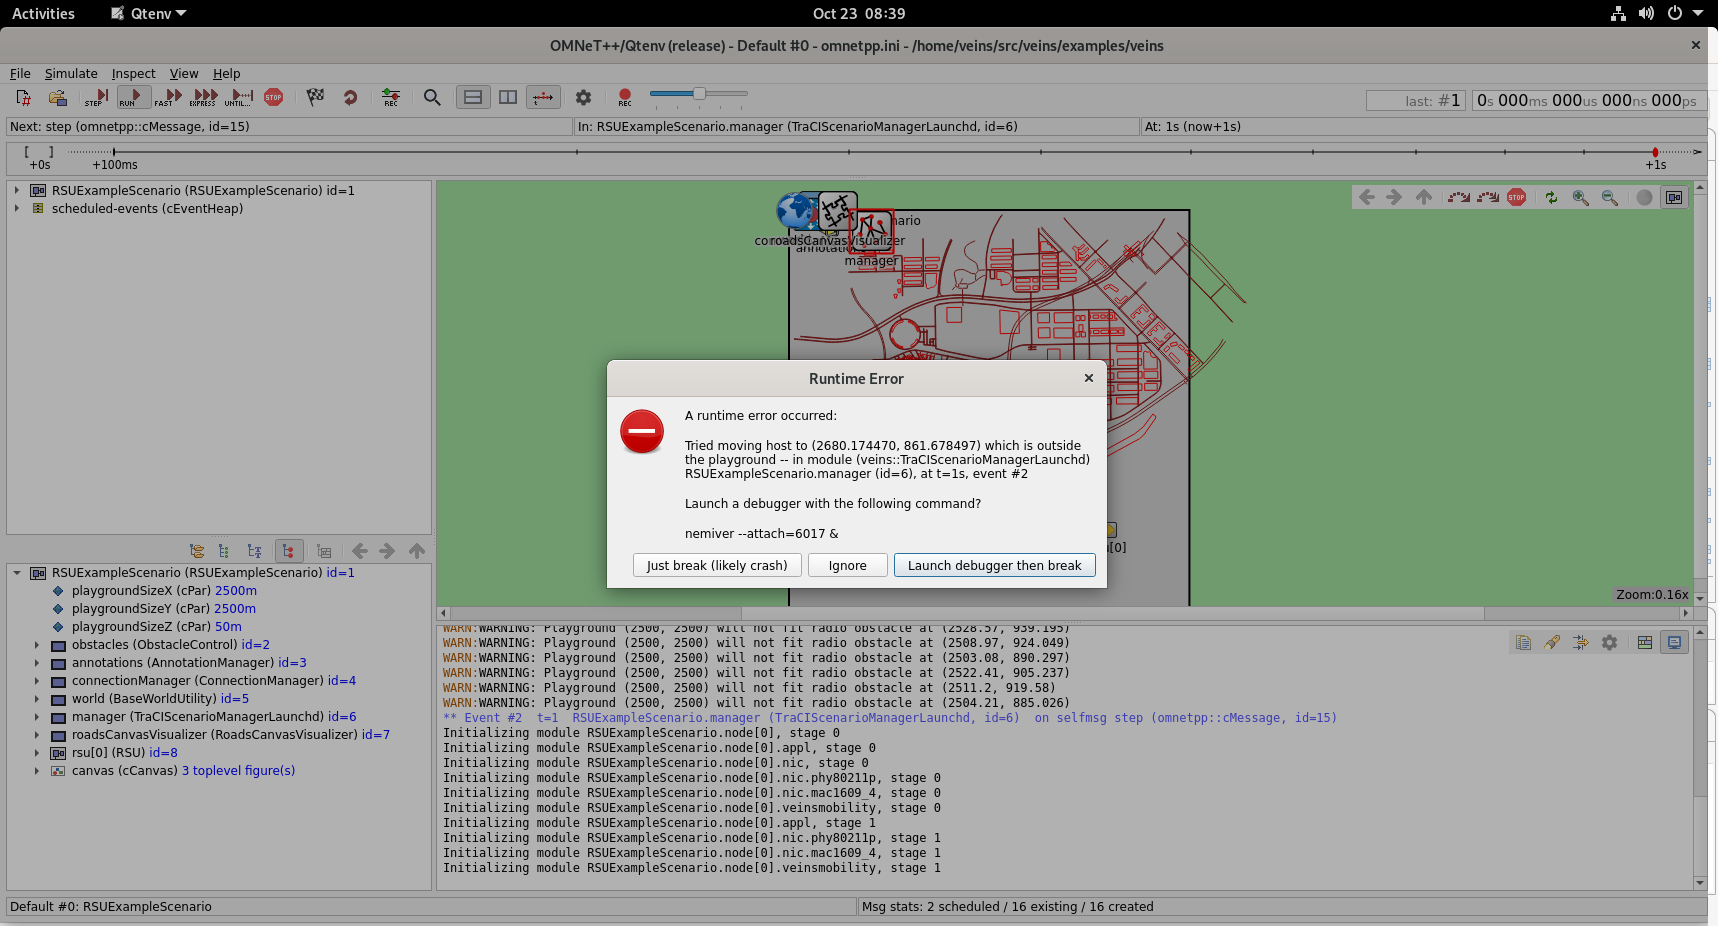 Activities
Qtenv
Oct 23 08:39
OMNeT++/Qtenv (release) - Default #0 - omnetpp.ini - /home/veins/src/veins/examples/veins
File Simulate Inspect View Help
STEP RUN FAST EXPRESS UNTIL... STOP REC REC
last: #1
0s 000ms 000us 000ns 000ps
Next: step (omnetpp::cMessage, id=15)
In: RSUExampleScenario.manager (TraCIScenarioManagerLaunchd, id=6)
At: 1s (now+1s)
[ ]
+0s
+100ms
+1s
RSUExampleScenario (RSUExampleScenario) id=1
scheduled-events (cEventHeap)
RSUExampleScenario (RSUExampleScenario) id=1
playgroundSizeX (cPar) 2500m
playgroundSizeY (cPar) 2500m
playgroundSizeZ (cPar) 50m
obstacles (ObstacleControl) id=2
annotations (AnnotationManager) id=3
connectionManager (ConnectionManager) id=4
world (BaseWorldUtility) id=5
manager (TraCIScenarioManagerLaunchd) id=6
roadsCanvasVisualizer (RoadsCanvasVisualizer) id=7
rsu[0] (RSU) id=8
canvas (cCanvas) 3 toplevel figure(s)
nario
roadsCanvasVisualizer
manager
STOP
[0]
Zoom:0.16x
Runtime Error
A runtime error occurred:
Tried moving host to (2680.174470, 861.678497) which is outside
the playground -- in module (veins::TraCIScenarioManagerLaunchd)
RSUExampleScenario.manager (id=6), at t=1s, event #2
Launch a debugger with the following command?
nemiver --attach=6017 &
Just break (likely crash)
Ignore
Launch debugger then break
WARN:WARNING: Playground (2500, 2500) will not fit radio obstacle at (2528.57, 939.195)
WARN:WARNING: Playground (2500, 2500) will not fit radio obstacle at (2508.97, 924.049)
WARN:WARNING: Playground (2500, 2500) will not fit radio obstacle at (2503.08, 890.297)
WARN:WARNING: Playground (2500, 2500) will not fit radio obstacle at (2522.41, 905.237)
WARN:WARNING: Playground (2500, 2500) will not fit radio obstacle at (2511.2, 919.58)
WARN:WARNING: Playground (2500, 2500) will not fit radio obstacle at (2504.21, 885.026)
** Event #2 t=1 RSUExampleScenario.manager (TraCIScenarioManagerLaunchd, id=6) on selfmsg step (omnetpp::cMessage, id=15)
Initializing module RSUExampleScenario.node[0], stage 0
Initializing module RSUExampleScenario.node[0].appl, stage 0
Initializing module RSUExampleScenario.node[0].nic, stage 0
Initializing module RSUExampleScenario.node[0].nic.phy80211p, stage 0
Initializing module RSUExampleScenario.node[0].nic.mac1609_4, stage 0
Initializing module RSUExampleScenario.node[0].veinsmobility, stage 0
Initializing module RSUExampleScenario.node[0].appl, stage 1
Initializing module RSUExampleScenario.node[0].nic.phy80211p, stage 1
Initializing module RSUExampleScenario.node[0].nic.mac1609_4, stage 1
Initializing module RSUExampleScenario.node[0].veinsmobility, stage 1
Default #0: RSUExampleScenario
Msg stats: 2 scheduled / 16 existing / 16 created